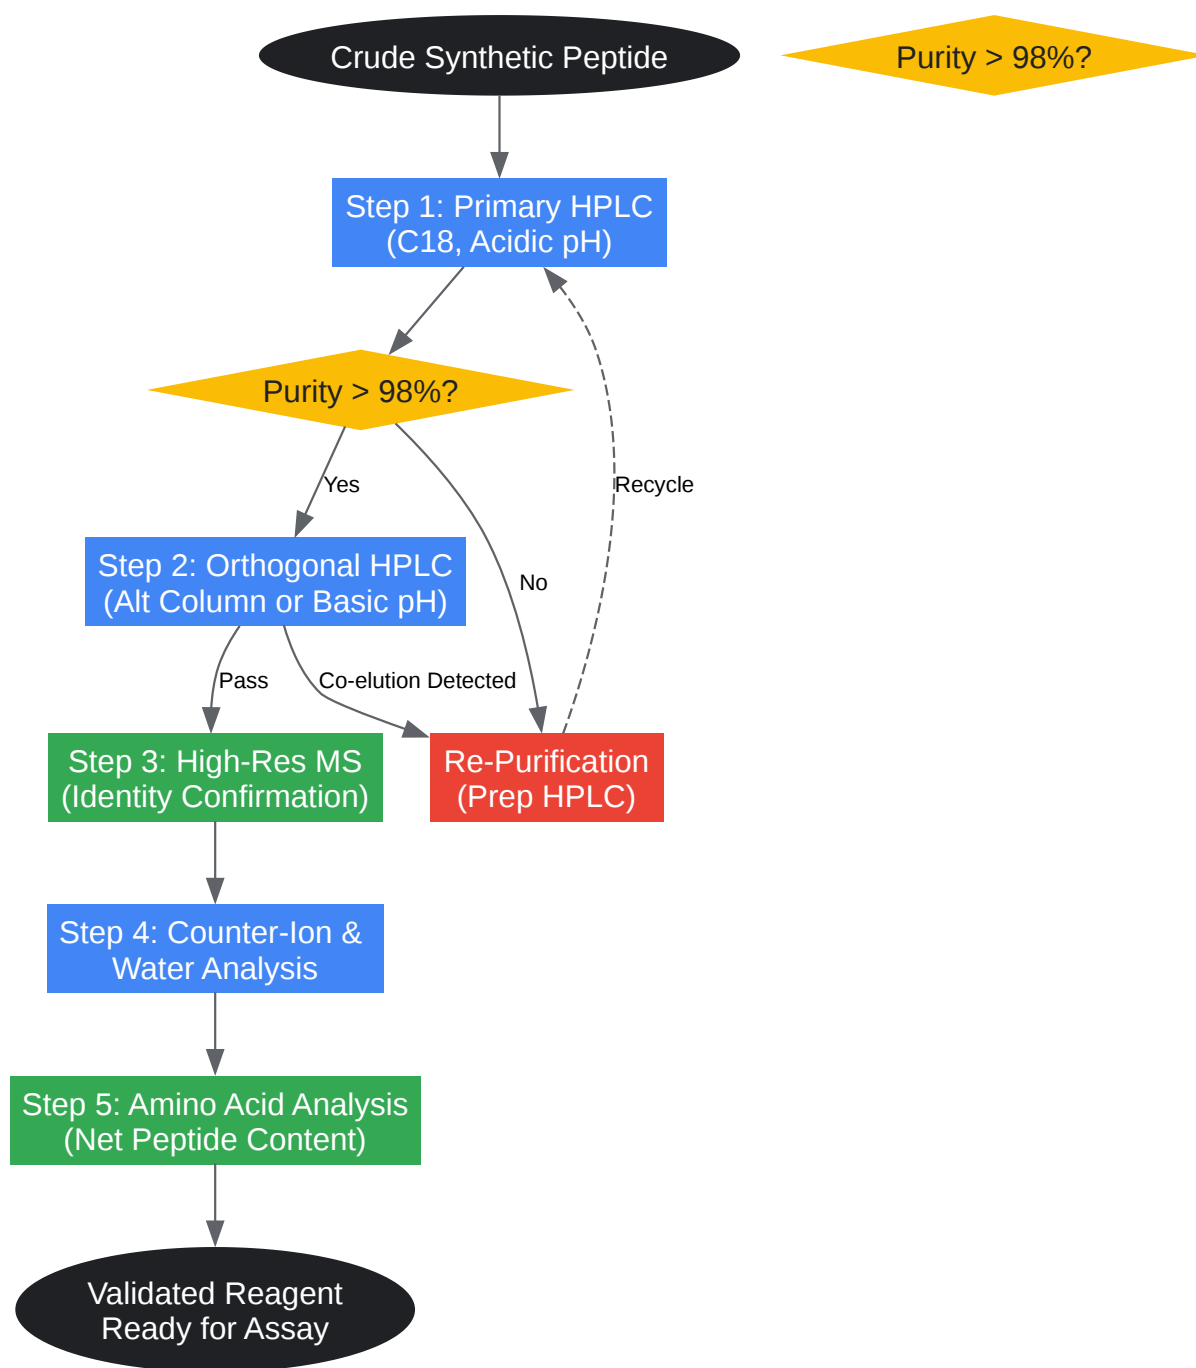 Crude Synthetic Peptide
Purity > 98%?
Step 1: Primary HPLC
(C18, Acidic pH)
Purity > 98%?
Yes
Recycle
Step 2: Orthogonal HPLC
(Alt Column or Basic pH)
No
Pass
Co-elution Detected
Step 3: High-Res MS
(Identity Confirmation)
Re-Purification
(Prep HPLC)
Step 4: Counter-Ion &
Water Analysis
Step 5: Amino Acid Analysis
(Net Peptide Content)
Validated Reagent
Ready for Assay